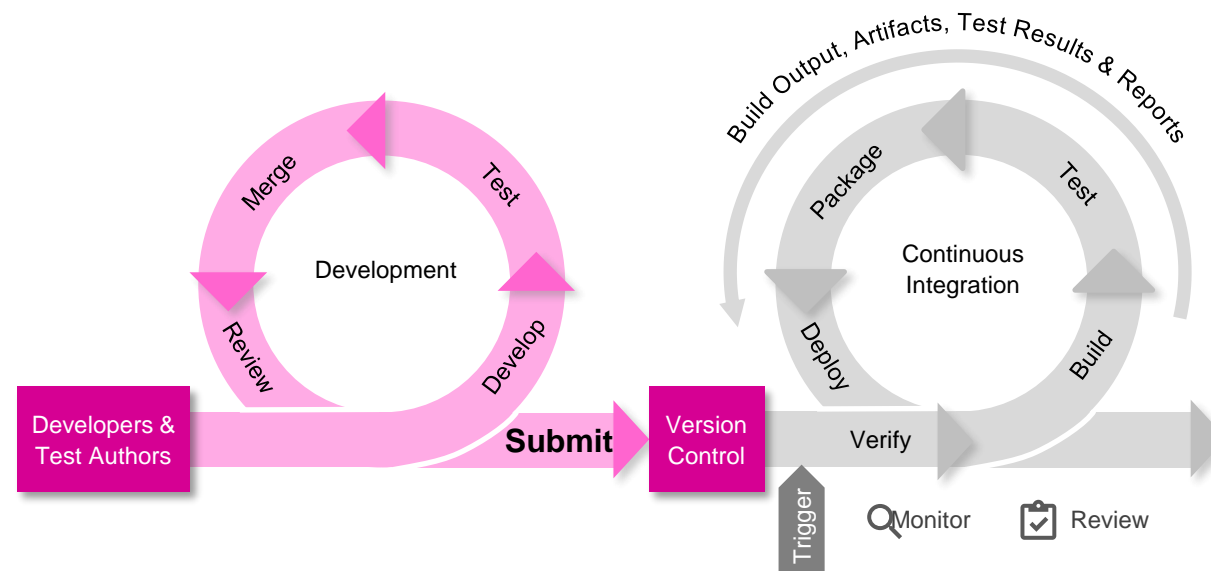 Build Output, Artifacts, Test Results & Reports
Merge
Test
Development
Review
Develop
Package
Test
Continuous
Integration
Deploy
Build
Developers &
Test Authors
Submit
Version
Control
Verify
Trigger
Monitor
Review